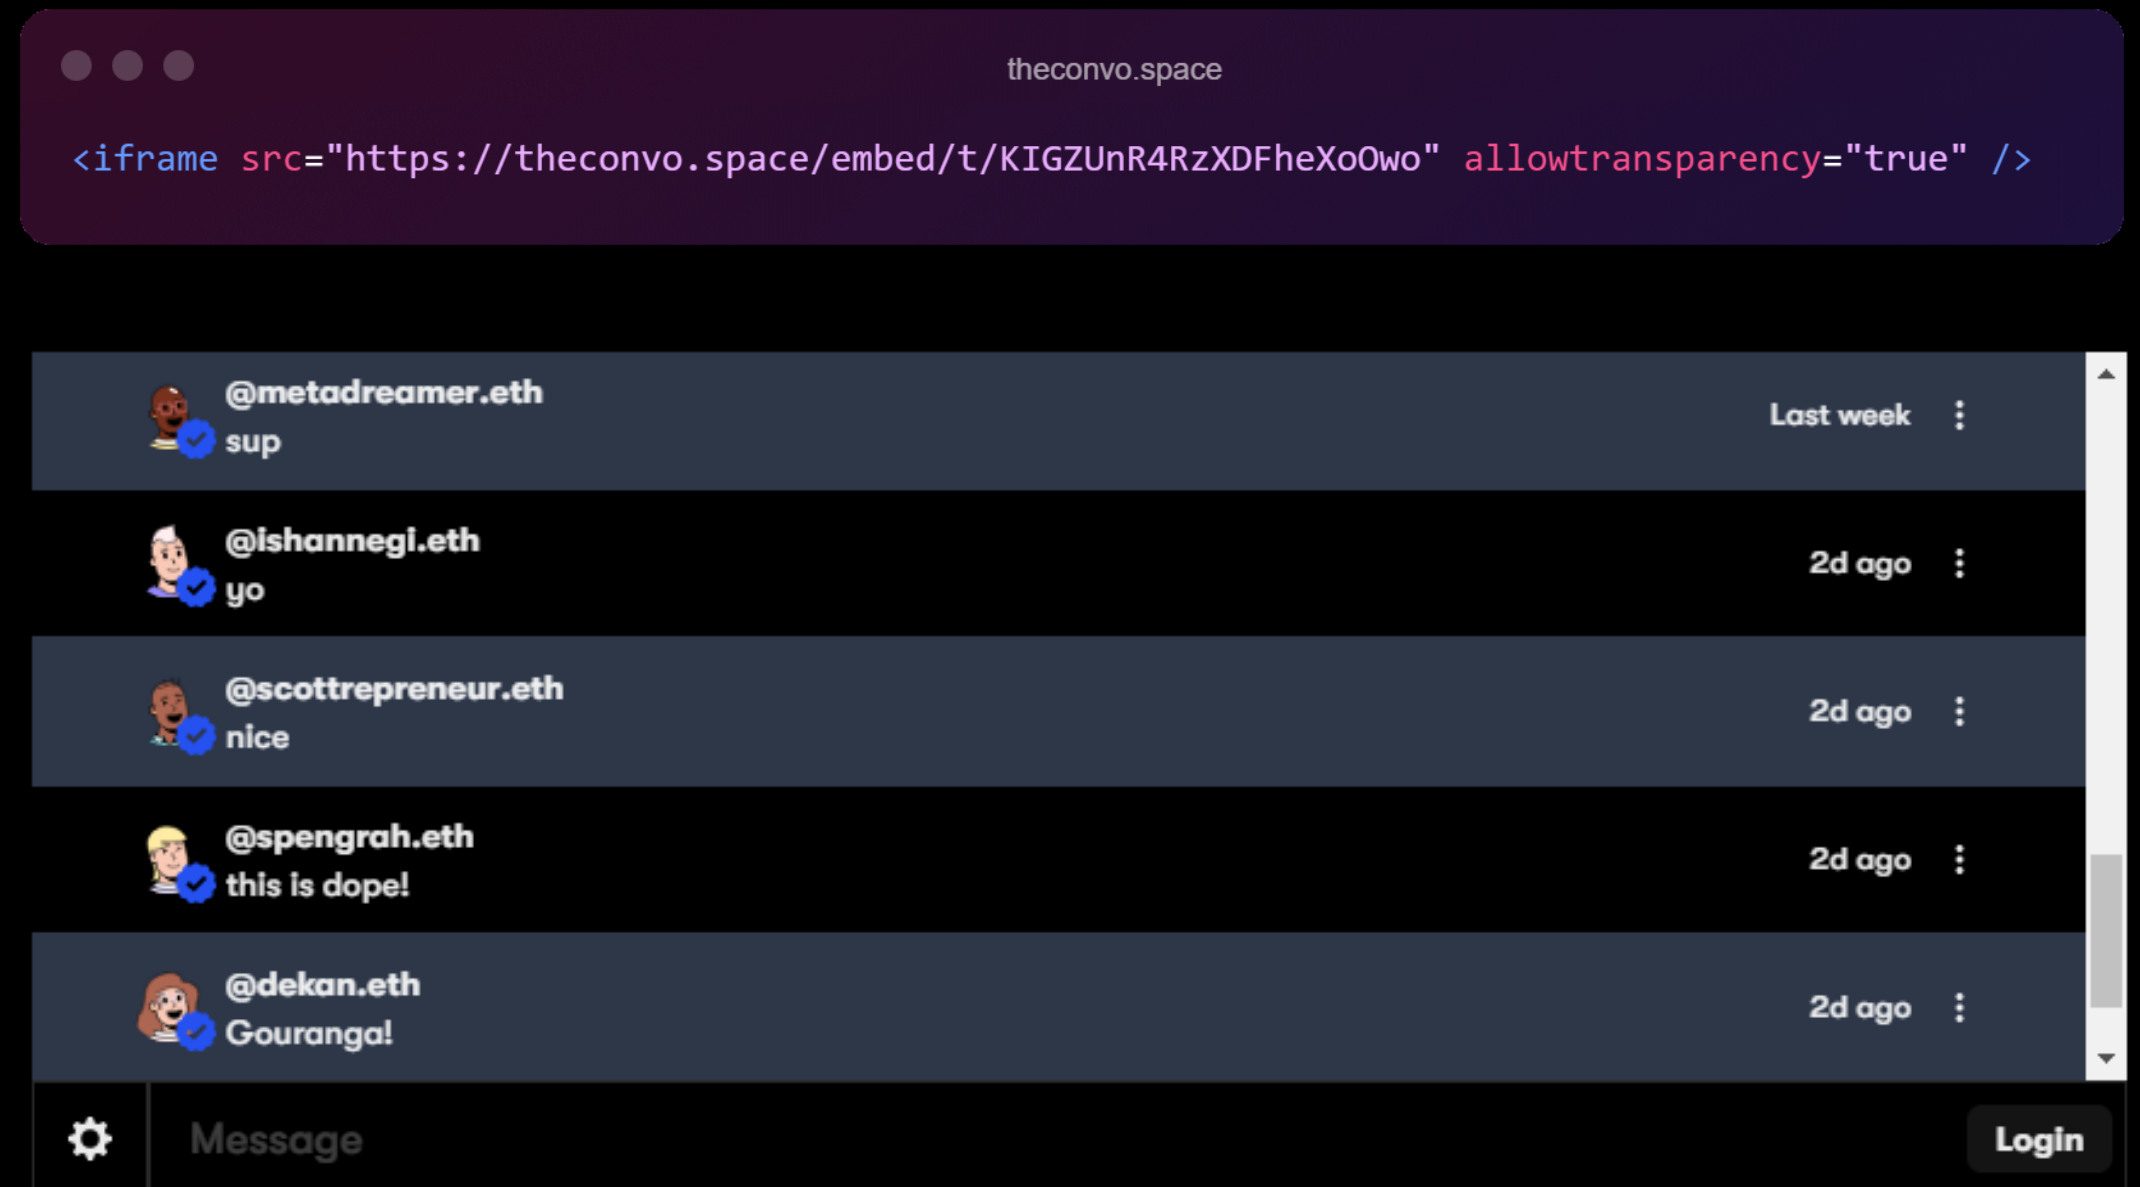 theconvo.space
<iframe src="https://theconvo.space/embed/t/KIGZUnR4RzXDFheXoOwo" allowtransparency="true" />
@metadreamer.eth
sup
Last week
@ishannegi.eth
yo
2d ago
@scottrepreneur.eth
nice
2d ago
@spengrah.eth
this is dope!
2d ago
@dekan.eth
Gouranga!
2d ago
Message
Login